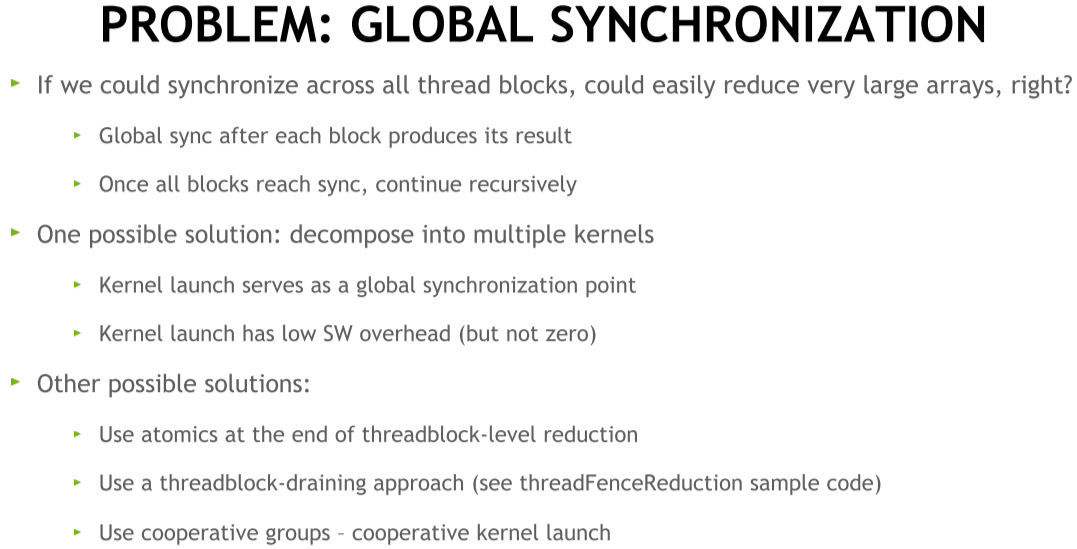 PROBLEM: GLOBAL SYNCHRONIZATION
If we could synchronize across all thread blocks, could easily reduce very large arrays, right?
Global sync after each block produces its result
Once all blocks reach sync, continue recursively
One possible solution: decompose into multiple kernels
Kernel launch serves as a global synchronization point
Kernel launch has low SW overhead (but not zero)
Other possible solutions:
Use atomics at the end of threadblock-level reduction
Use a threadblock-draining approach (see threadFenceReduction sample code)
Use cooperative groups – cooperative kernel launch